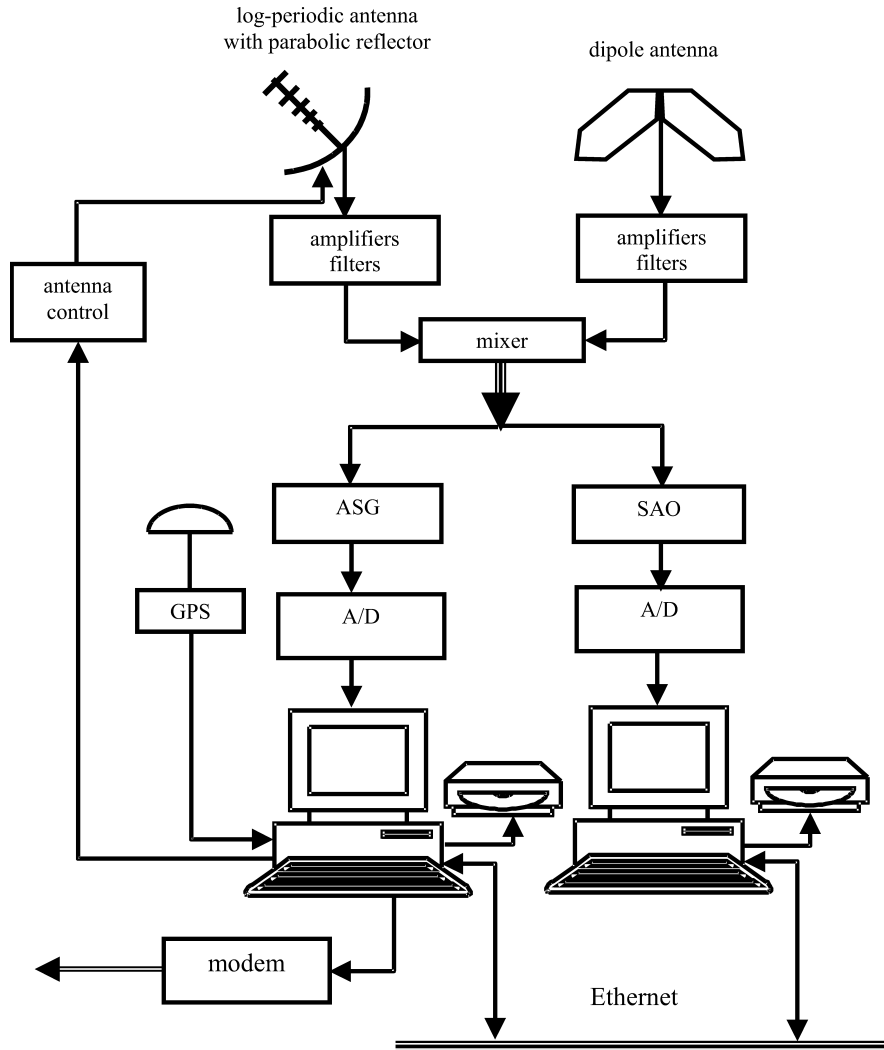 log-periodic antenna
with parabolic reflector
dipole antenna
amplifiers
filters
amplifiers
filters
antenna
control
mixer
ASG
SAO
GPS
A/D
A/D
modem
Ethernet